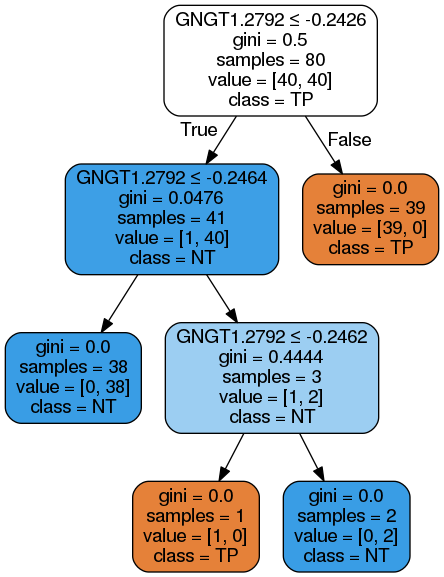 GNGT1.2792 ≤ -0.2426
gini = 0.5
samples = 80
value = [40, 40]
class = TP
True
False
GNGT1.2792 ≤ -0.2464
gini = 0.0476
samples = 41
value = [1, 40]
class = NT
gini = 0.0
samples = 39
value = [39, 0]
class = TP
gini = 0.0
samples = 38
value = [0, 38]
class = NT
GNGT1.2792 ≤ -0.2462
gini = 0.4444
samples = 3
value = [1, 2]
class = NT
gini = 0.0
samples = 1
value = [1, 0]
class = TP
gini = 0.0
samples = 2
value = [0, 2]
class = NT